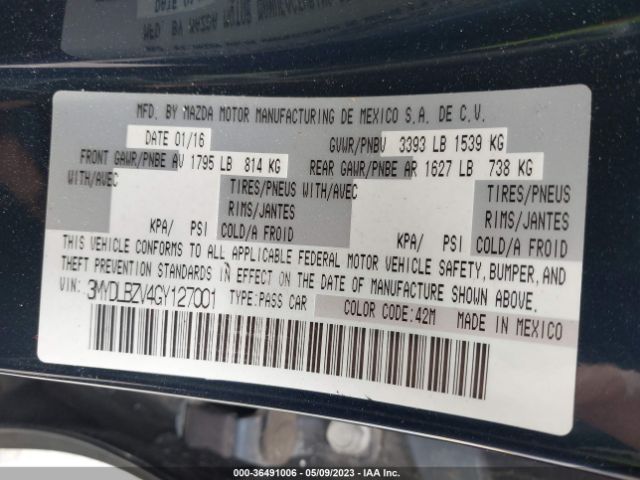 MFD. BY MAZDA MOTOR MANUFACTURING DE MEXICO S.A. DE C.V.
DATE 01/16 GVWR/PNBV 3393 LB 1539 KG
FRONT GAWR/PNBE AV 1795 LB 814 KG REAR GAWR/PNBE AR 1627 LB 738 KG
WITH/AVEC TIRES/PNEUS WITH/AVEC TIRES/PNEUS
RIMS/JANTES RIMS/JANTES
KPA/ PSI COLD/A FROID KPA/ PSI COLD/A FROID
THIS VEHICLE CONFORMS TO ALL APPLICABLE FEDERAL MOTOR VEHICLE SAFETY, BUMPER, AND
THEFT PREVENTION STANDARDS IN EFFECT ON THE DATE OF MANUFACTURE SHOWN ABOVE.
VIN: 3MYDLBZV4GY127001 TYPE:PASS CAR COLOR CODE:42M MADE IN MEXICO
000-36491006 - 05/09/2023 - IAA Inc.